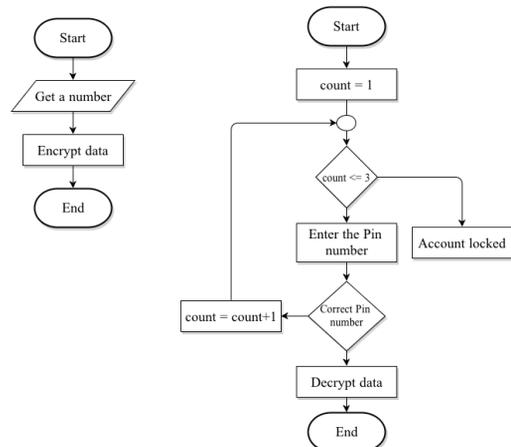 Start
Get a number
Encrypt data
End
Start
count = 1
count <= 3
Enter the Pin
number
Account locked
Correct Pin
number
count = count+1
Decrypt data
End